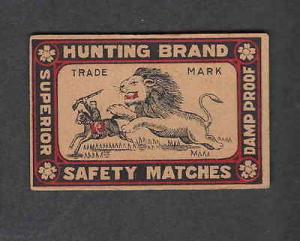 HUNTING BRAND
TRADE MARK
SUPERIOR
DAMP PROOF
SAFETY MATCHES